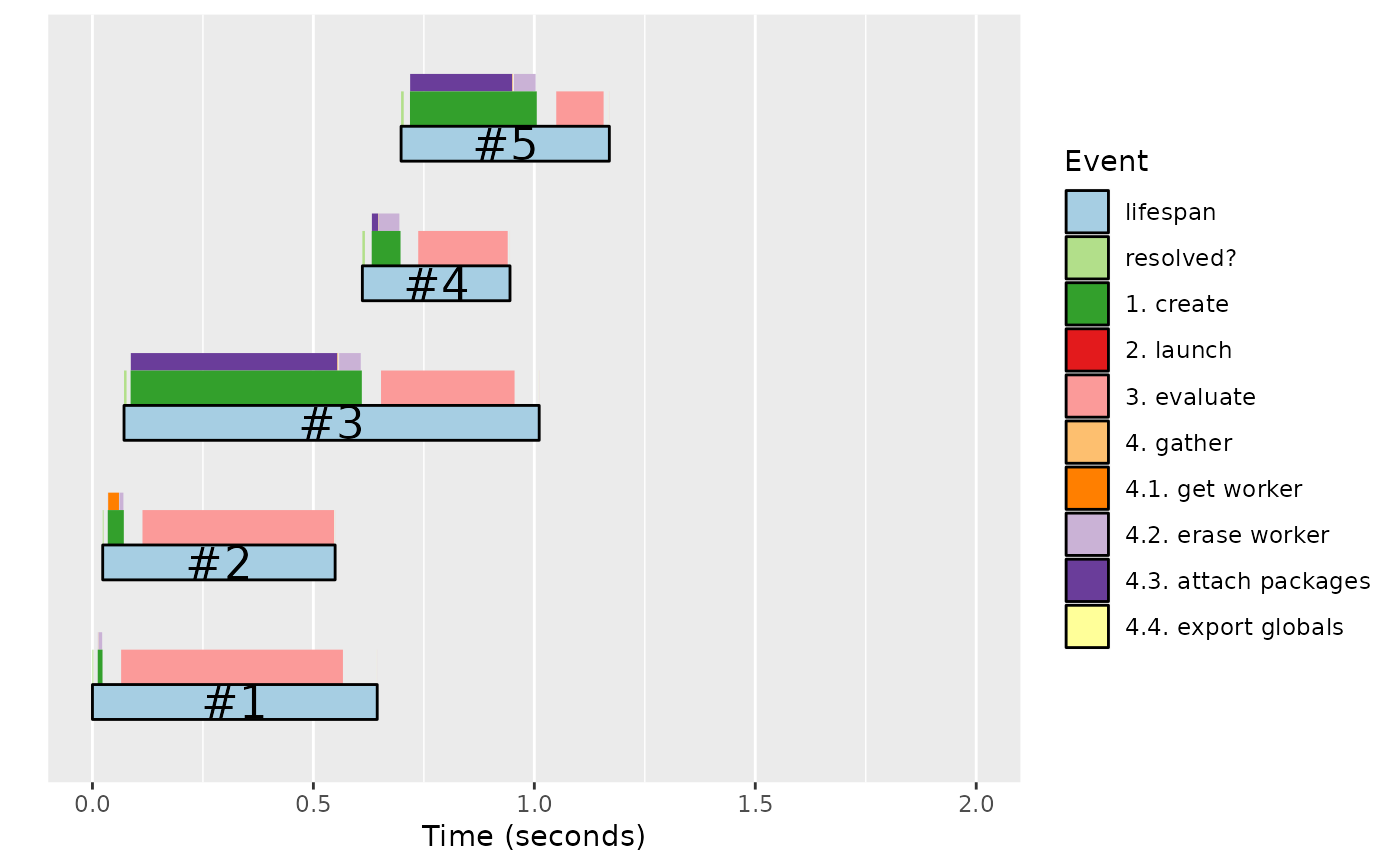 #5
#4
#3
#2
#1
0.0 0.5 1.0 1.5 2.0
Time (seconds)
Event
lifespan
resolved?
1. create
2. launch
3. evaluate
4. gather
4.1. get worker
4.2. erase worker
4.3. attach packages
4.4. export globals